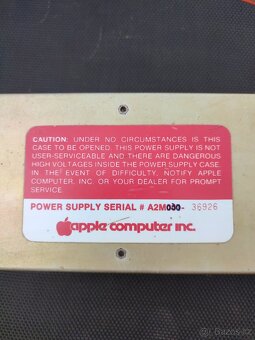 CAUTION: UNDER NO CIRCUMSTANCES IS THIS
CASE TO BE OPENED. THIS POWER SUPPLY IS NOT
USER-SERVICEABLE AND THERE ARE DANGEROUS
HIGH VOLTAGES INSIDE THE POWER SUPPLY CASE.
IN THE EVENT OF DIFFICULTY, NOTIFY APPLE
COMPUTER, INC. OR YOUR DEALER FOR PROMPT
SERVICE.
POWER SUPPLY SERIAL # A2M 36926
apple computer inc.